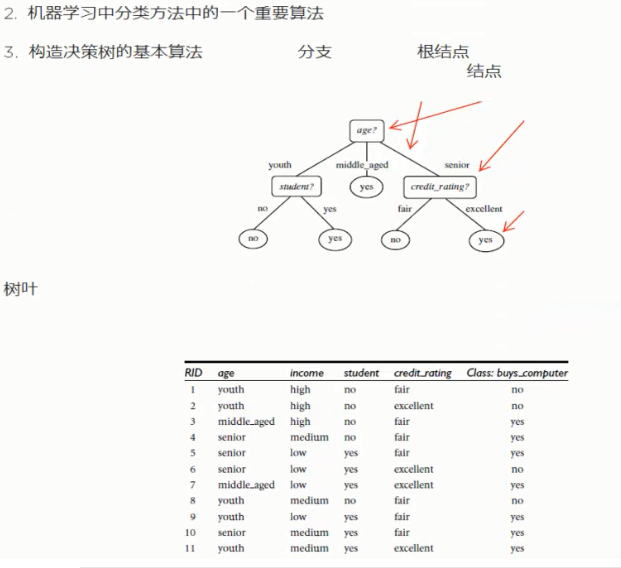 2. 机器学习中分类方法中的一个重要算法
3. 构造决策树的基本算法 分支 根结点
结点
age?
youth middle_aged senior
student? yes credit_rating?
no yes fair excellent
no yes no yes
树叶
RID age income student credit_rating Class: buys_computer
1 youth high no fair no
2 youth high no excellent no
3 middle_aged high no fair yes
4 senior medium no fair yes
5 senior low yes fair yes
6 senior low yes excellent no
7 middle_aged low yes excellent yes
8 youth medium no fair no
9 youth low yes fair yes
10 senior medium yes fair yes
11 youth medium yes excellent yes